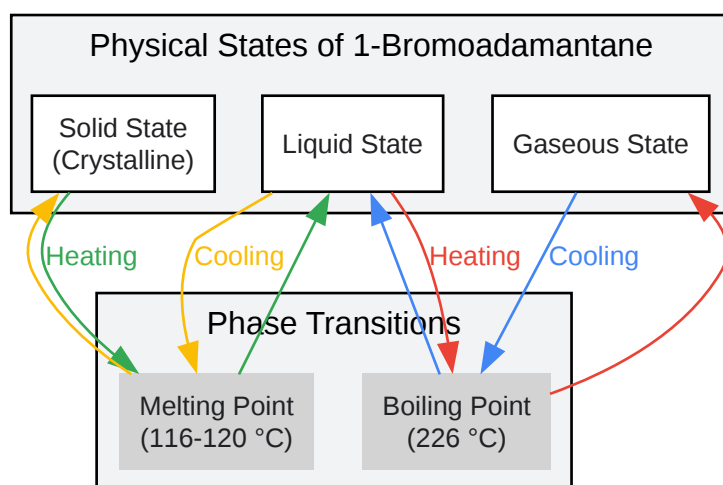 Physical States of 1-Bromoadamantane
Solid State
(Crystalline)
Liquid State
Gaseous State
Heating
Cooling
Heating
Cooling
Phase Transitions
Melting Point
(116-120 °C)
Boiling Point
(226 °C)